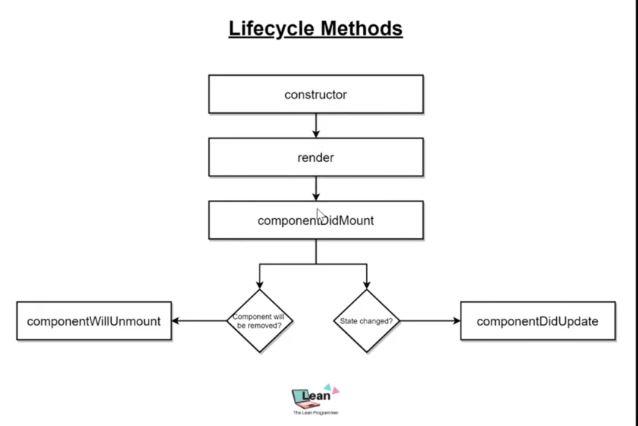 Lifecycle Methods
constructor
render
componentDidMount
Component will
be removed?
State changed?
componentWillUnmount
componentDidUpdate
Lean
The Lean Programmer